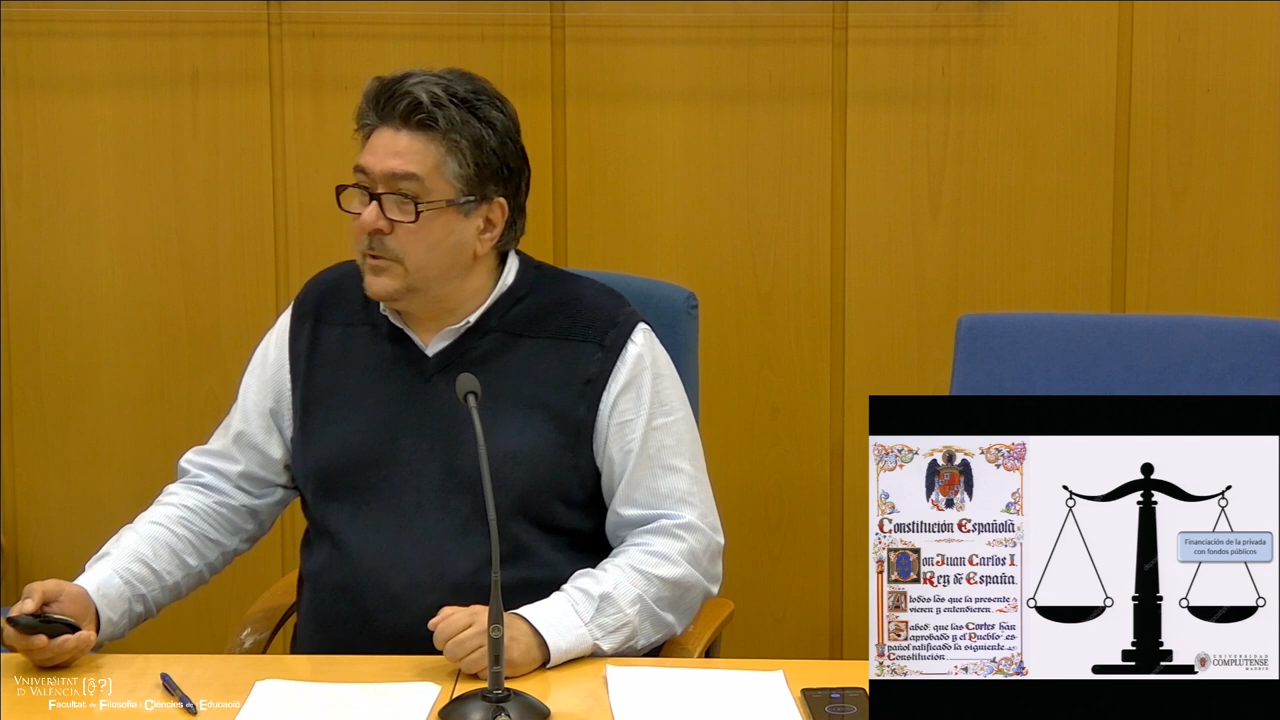 Constitución Española
Don Juan Carlos I,
Rey de España.
A todos los que la presente
vieren y entendieren.
Sabed: que las Cortes han
aprobado y el Pueblo es-
pañol ratificado la siguiente
Constitución
Financiación de la privada
con fondos públicos
UNIVERSIDAD
COMPLUTENSE
MADRID
VNIVERSITAT
ID VALÈNCIA
Facultat de Filosofia i Ciències de l'Educació